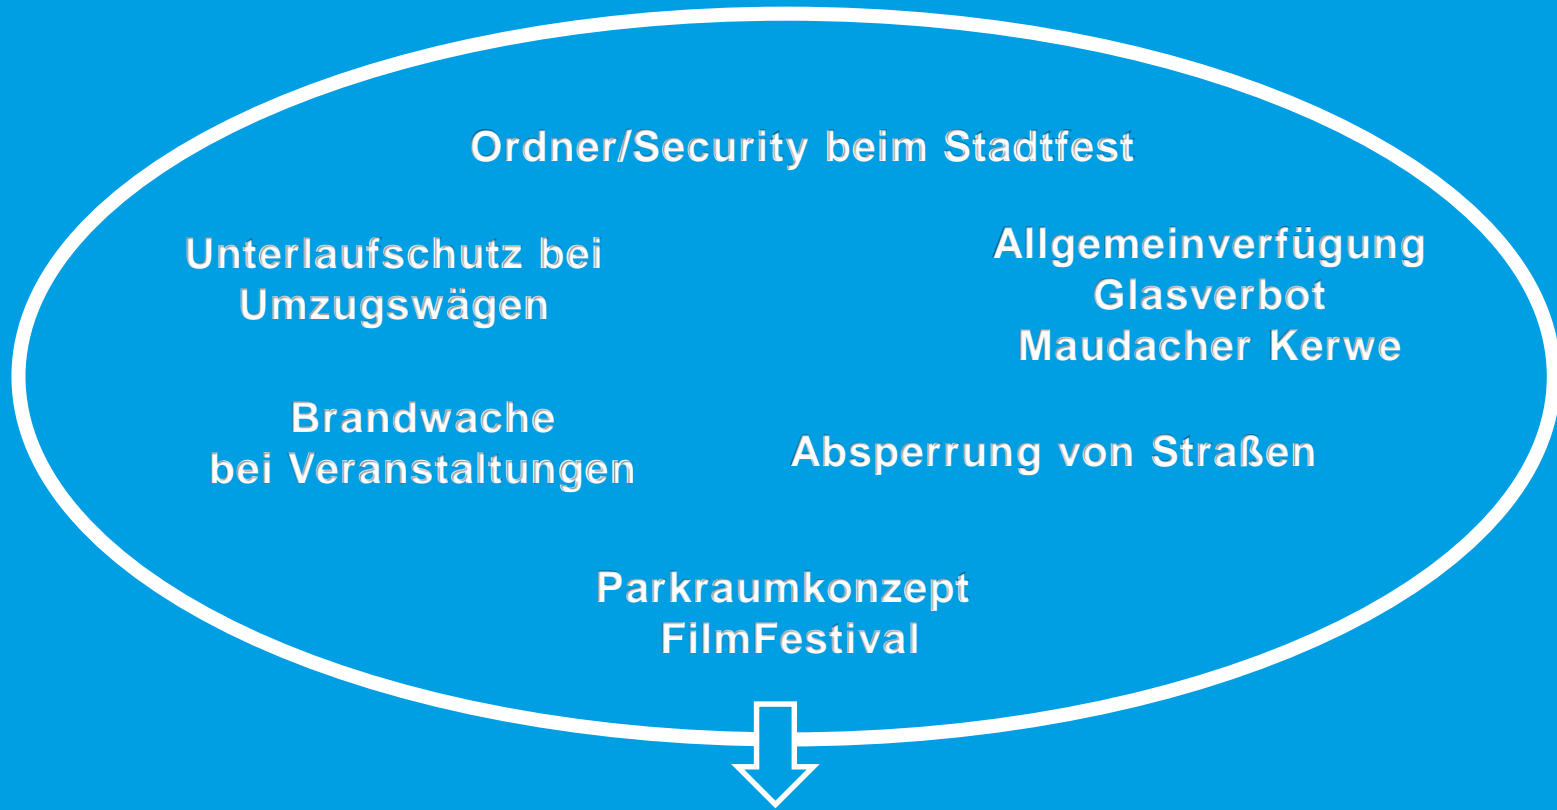 Ordner/Security beim Stadtfest
Unterlaufschutz bei
Umzugswägen
Allgemeinverfügung
Glasverbot
Maudacher Kerwe
Brandwache
bei Veranstaltungen
Absperrung von Straßen
Parkraumkonzept
FilmFestival